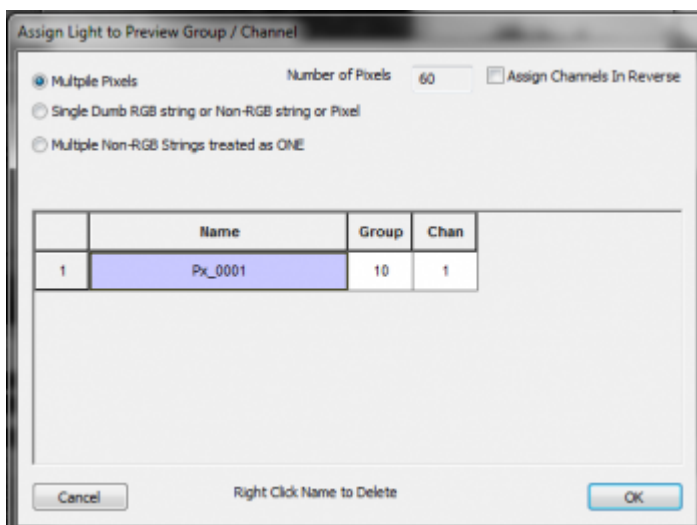 Assign Light to Preview Group / Channel
Multple Pixels Number of Pixels 60 Assign Channels In Reverse
Single Dumb RGB string or Non-RGB string or Pixel
Multiple Non-RGB Strings treated as ONE
Name Group Chan
1 Px_0001 10 1
Cancel Right Click Name to Delete OK